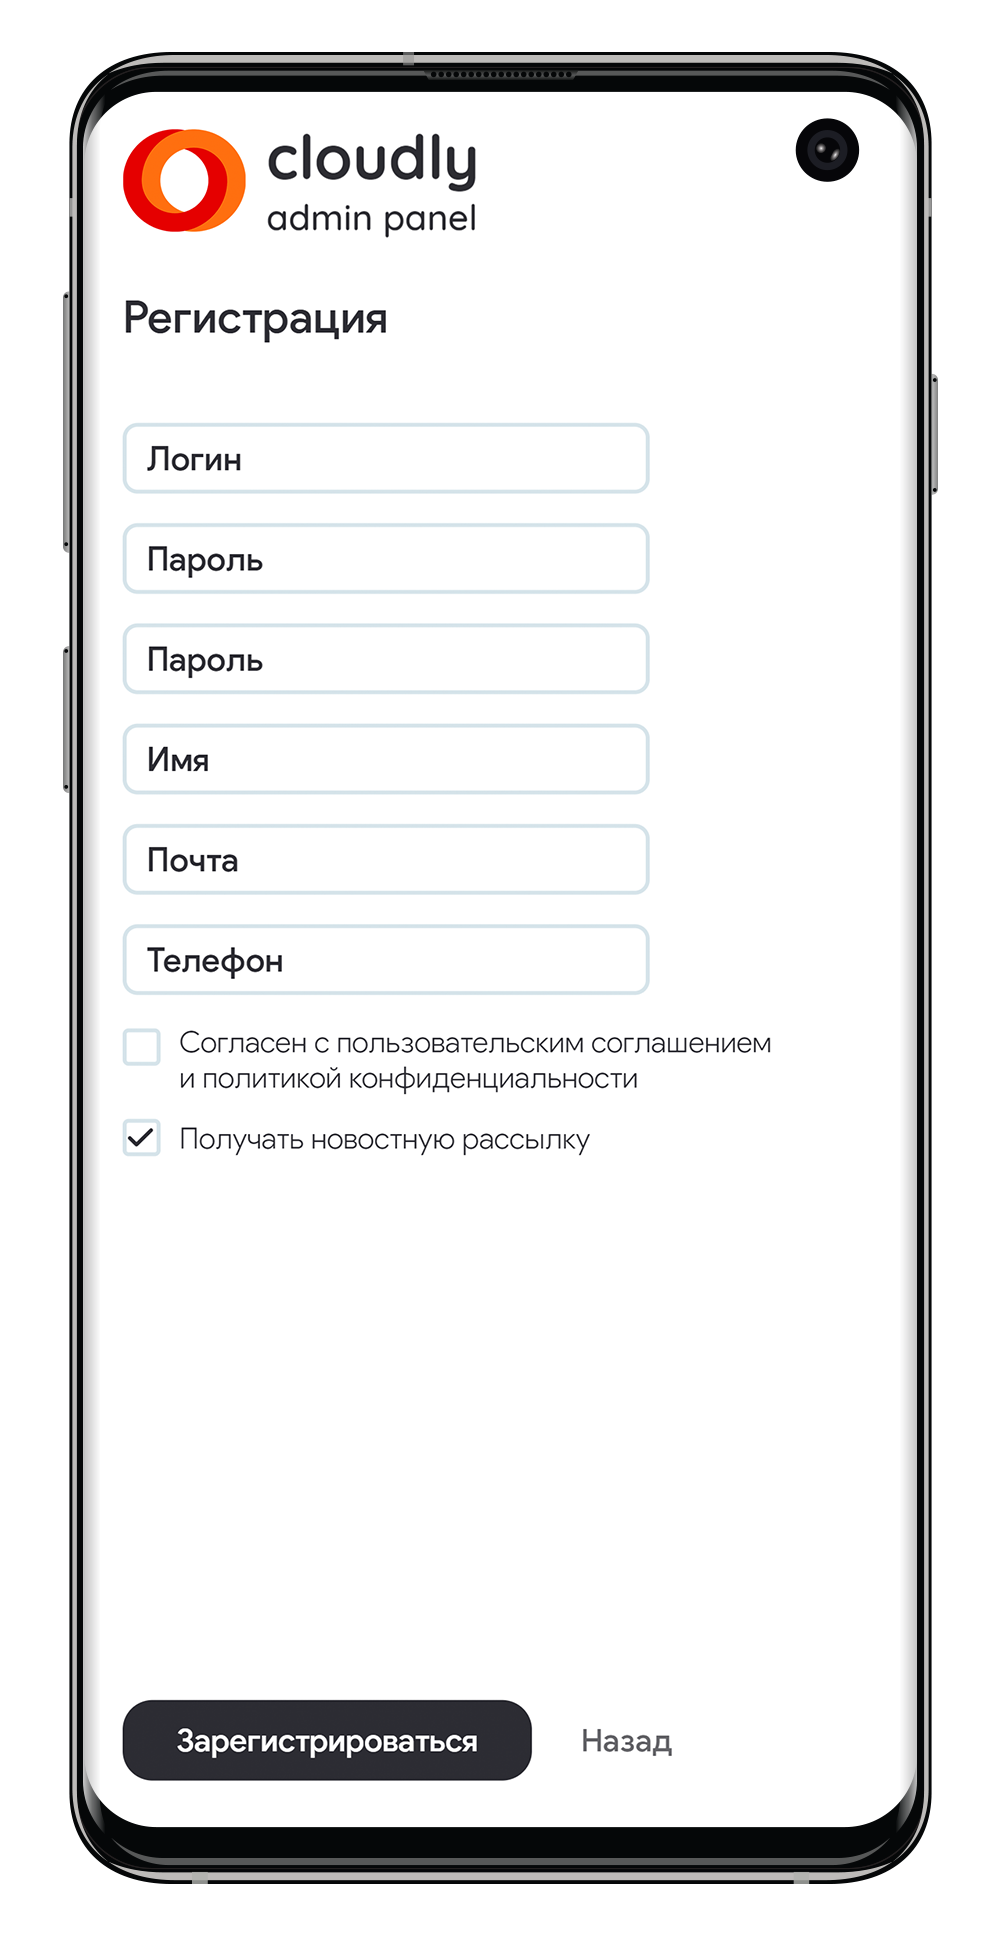 cloudly
admin panel
Регистрация
Логин
Пароль
Пароль
Имя
Почта
Телефон
Согласен с пользовательским соглашением
и политикой конфиденциальности
Получать новостную рассылку
Зарегистрироваться
Назад